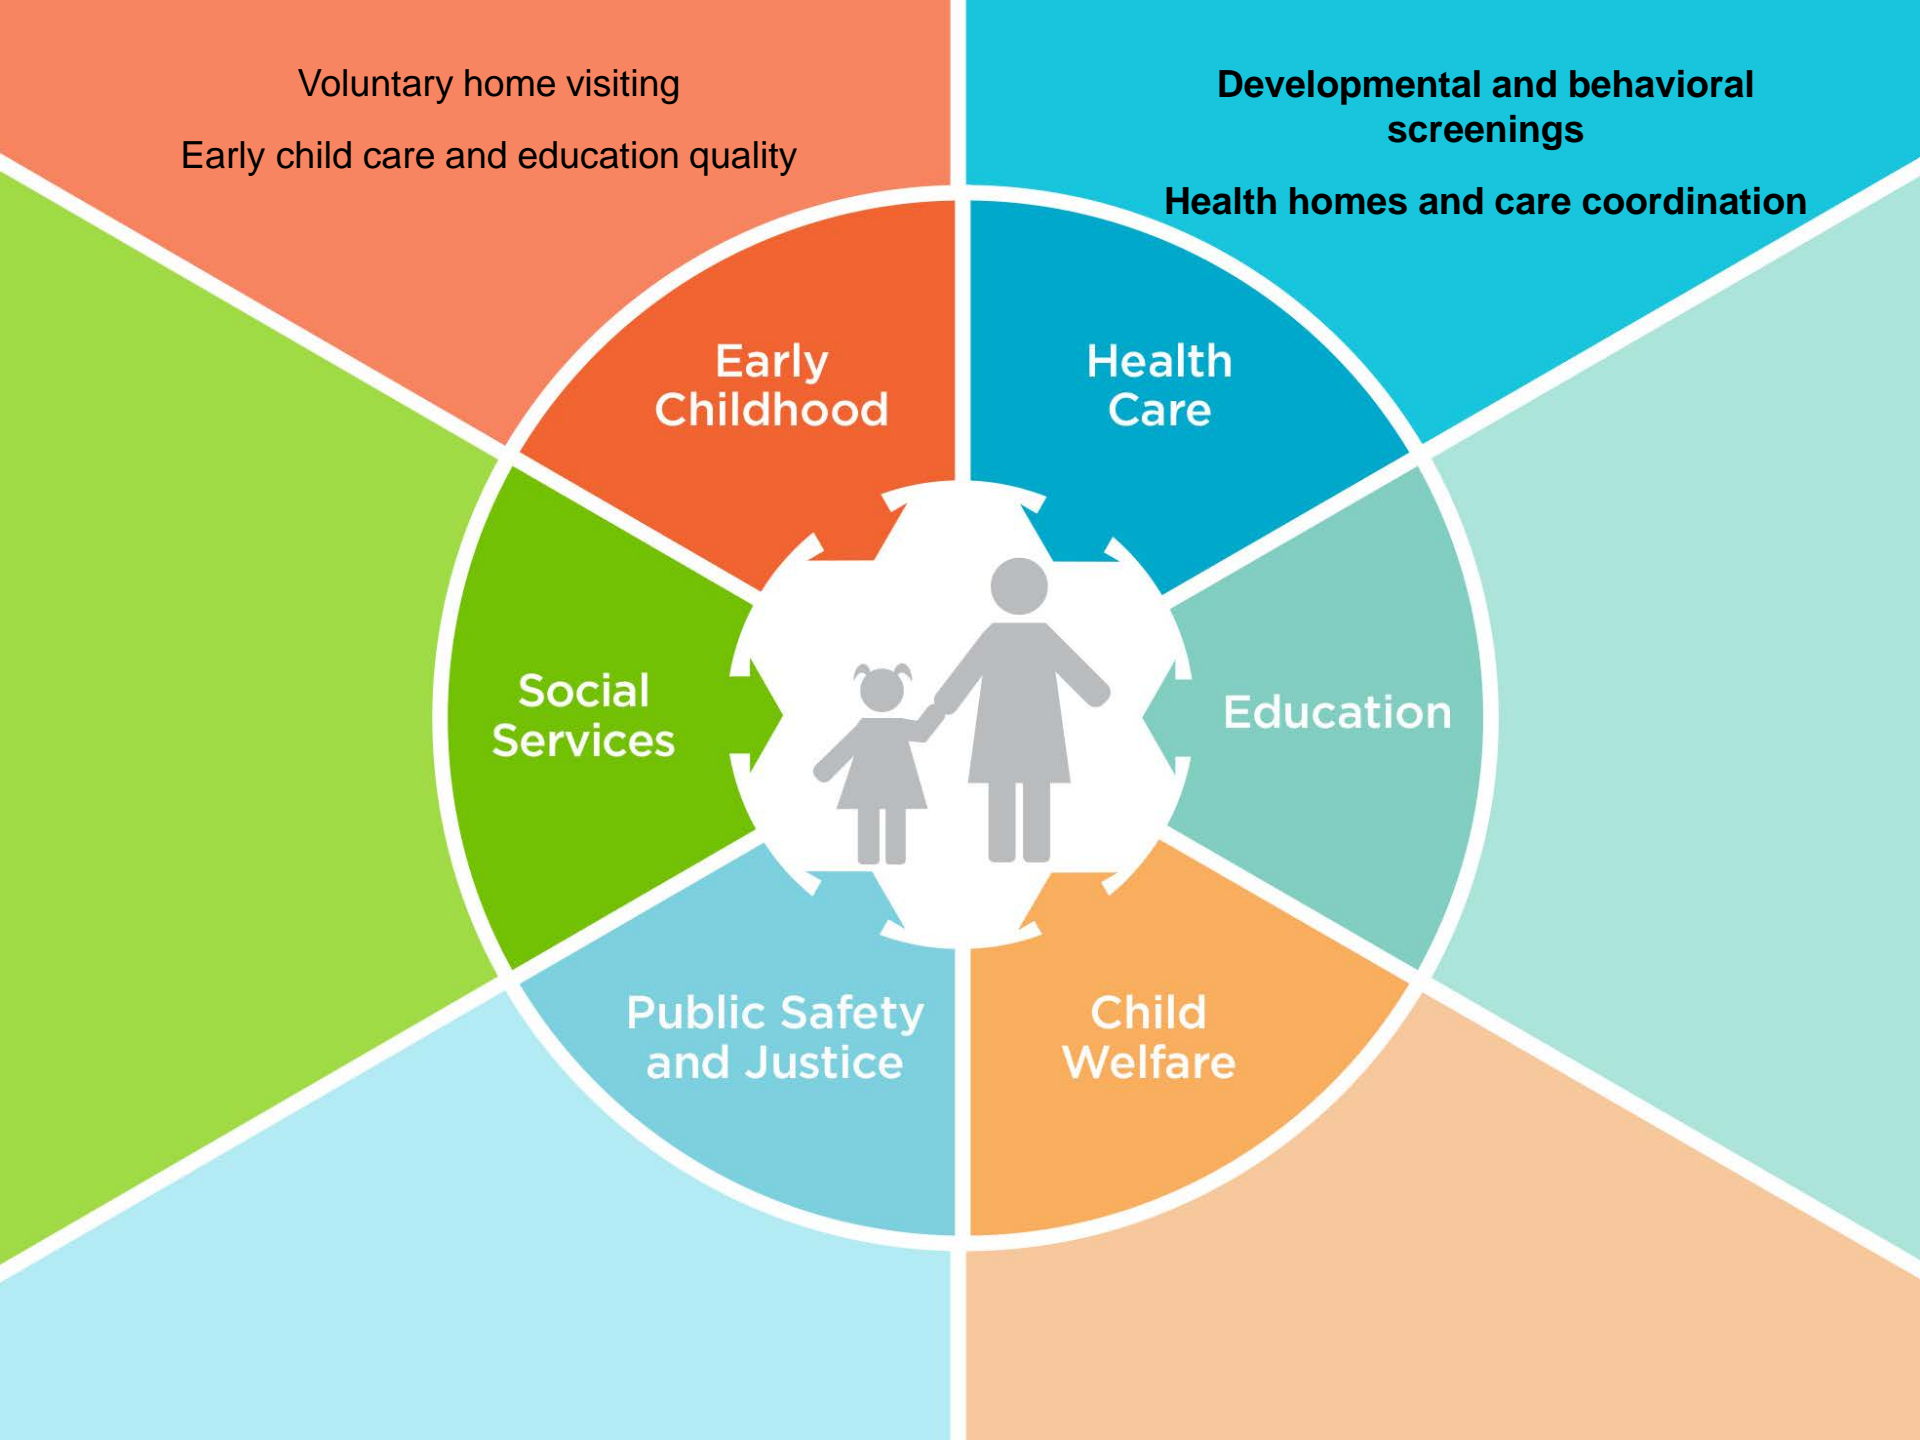 Voluntary home visiting
Early child care and education quality
Developmental and behavioral
screenings
Health homes and care coordination
Early
Childhood
Health
Care
Social
Services
Education
Public Safety
and Justice
Child
Welfare